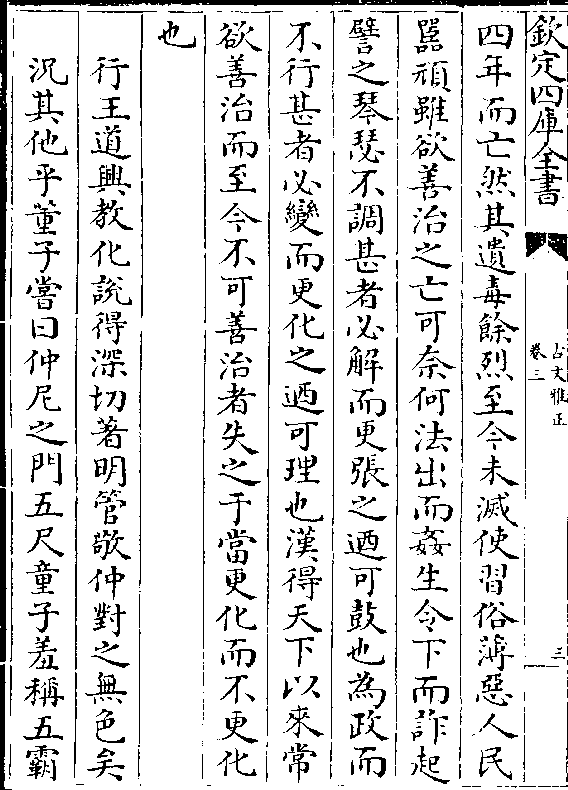 欽定四庫全書
古文雅正
卷三
三
四年而亡然其遺毒餘烈至今未滅使習俗薄惡人民
嚚頑雖欲善治之亡可奈何法出而姦生令下而詐起
譬之琴瑟不調甚者必解而更張之迺可鼓也為政而
不行甚者必變而更化之迺可理也漢得天下以來常
欲善治而至今不可善治者失之于當更化而不更化
也
行王道興教化說得深切著明管敬仲對之無色矣
況其他乎董子嘗曰仲尼之門五尺童子羞稱五霸